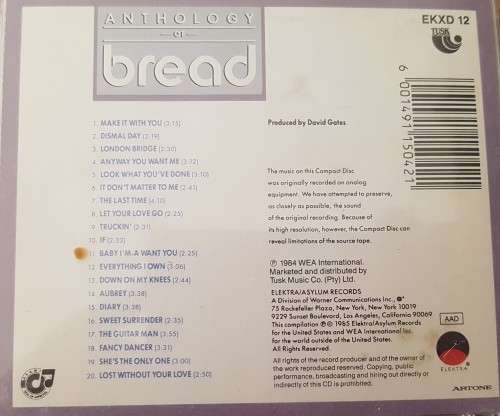 ANTHOLOGY
OF
bread
EKXD 12
TUSK
6 001491 150421
1. MAKE IT WITH YOU (3:15)
2. DISMAL DAY (2:19)
3. LONDON BRIDGE (2:30)
4. ANYWAY YOU WANT ME (3:12)
5. LOOK WHAT YOU'VE DONE (3:10)
6. IT DON'T MATTER TO ME (2:41)
7. THE LAST TIME (4:10)
8. LET YOUR LOVE GO (2:25)
9. TRUCKIN' (2:31)
10. IF (2:33)
11. BABY I'M-A WANT YOU (2:25)
12. EVERYTHING I OWN (3:06)
13. DOWN ON MY KNEES (2:44)
14. AUBREY (3:38)
15. DIARY (3:38)
16. SWEET SURRENDER (2:35)
17. THE GUITAR MAN (3:55)
18. FANCY DANCER (3:31)
19. SHE'S THE ONLY ONE (3:00)
20. LOST WITHOUT YOUR LOVE (2:50)
Produced by David Gates
The music on this Compact Disc
was originally recorded on analog
equipment. We have attempted to preserve,
as closely as possible, the sound
of the original recording. Because of
its high resolution, however, the Compact Disc can
reveal limitations of the source tape.
℗ 1984 WEA International.
Marketed and distributed by
Tusk Music Co. (Pty) Ltd.
ELEKTRA/ASYLUM RECORDS
A Division of Warner Communications Inc.,
75 Rockefeller Plaza, New York, New York 10019
9229 Sunset Boulevard, Los Angeles, California 90069
This compilation ℗ © 1985 Elektra/Asylum Records
for the United States and WEA International Inc.
for the world outside of the United States.
All Rights Reserved.
All rights of the record producer and of the owner of
the work reproduced reserved. Copying, public
performance, broadcasting and hiring out directly or
indirectly of this CD is prohibited.
AAD
ELEKTRA
ARTONE